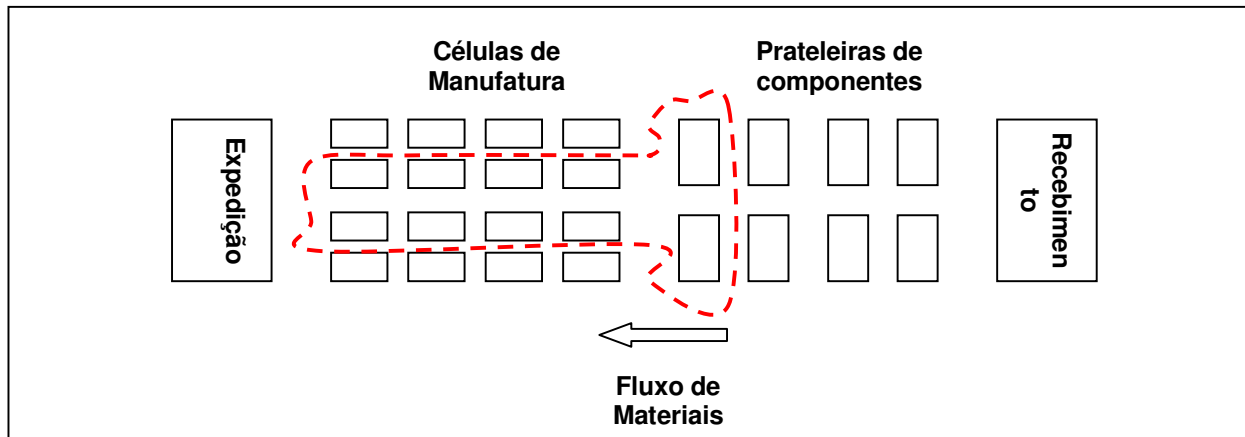 Células de
Manufatura
Prateleiras de
componentes
Expedição
Recebimen
to
Fluxo de
Materiais